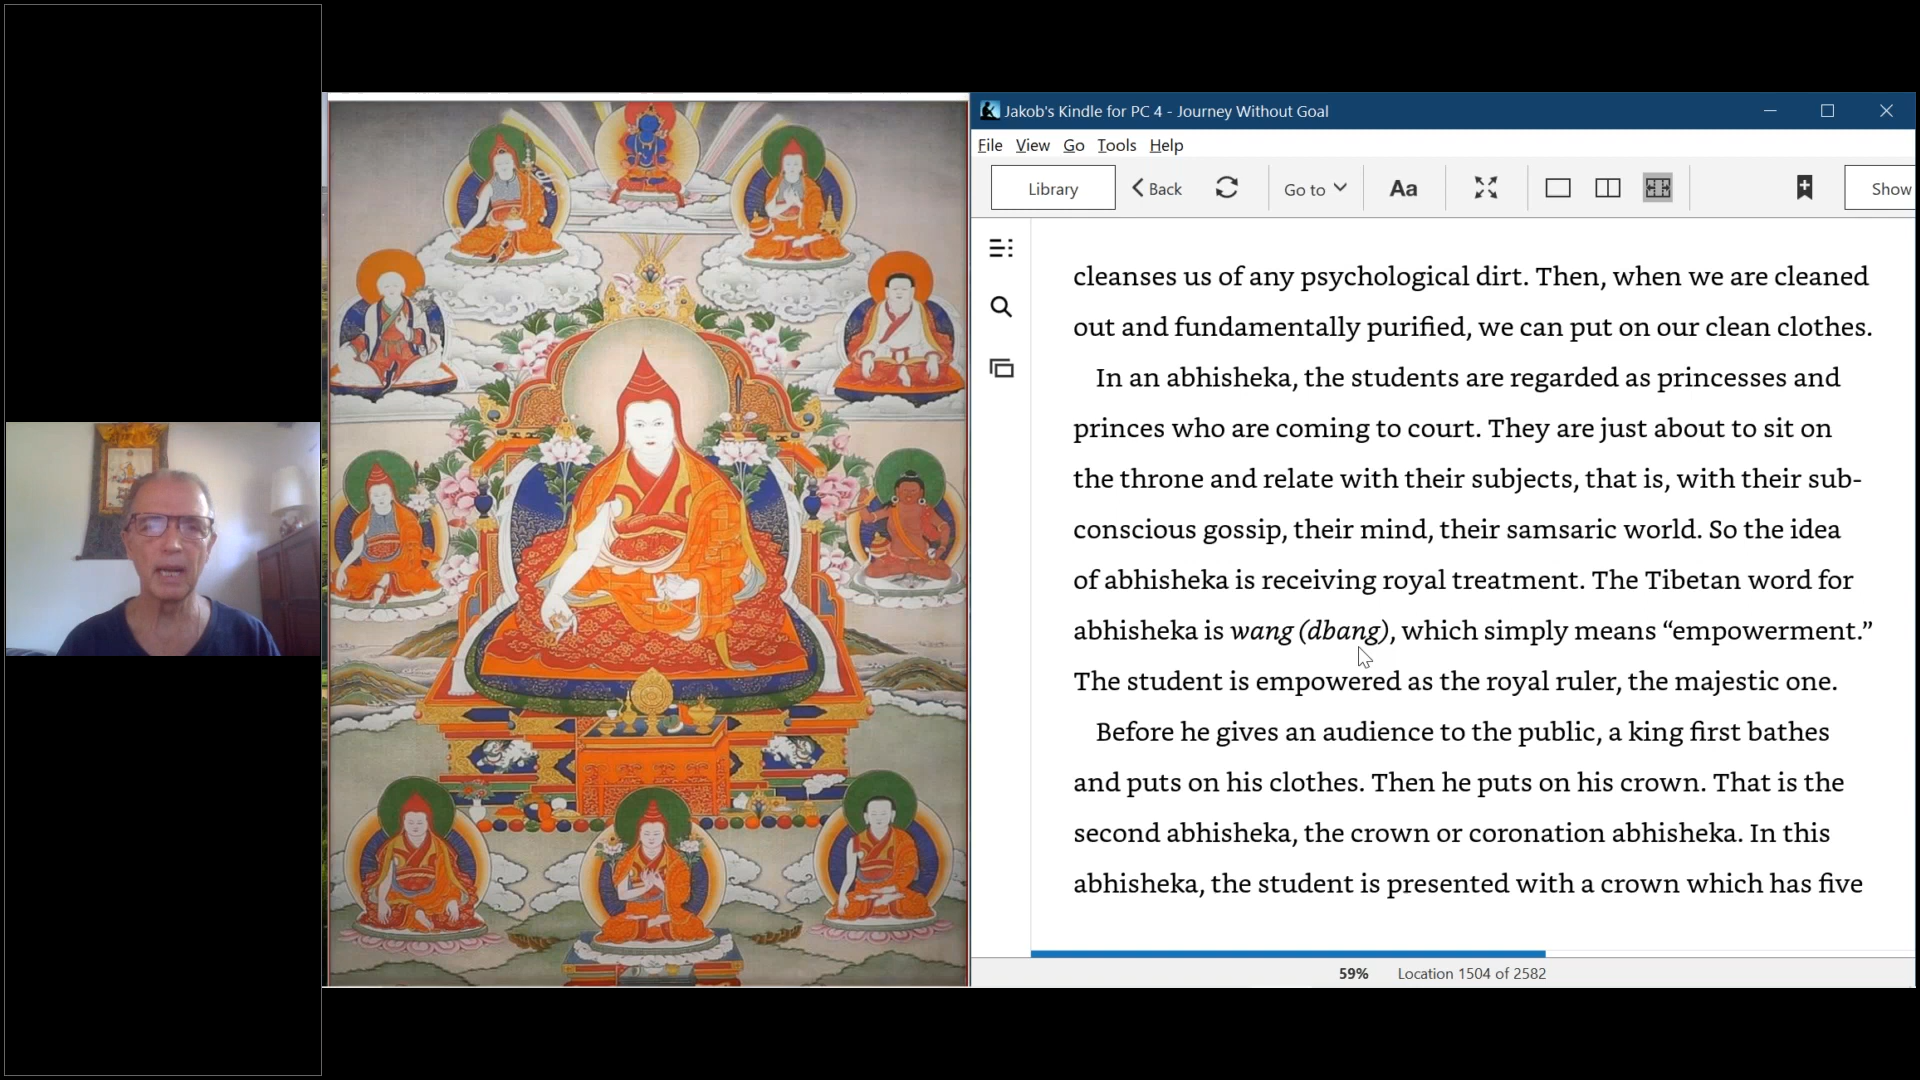 Jakob's Kindle for PC 4 - Journey Without Goal
File View Go Tools Help
Library Back Go to Aa Show
cleanses us of any psychological dirt. Then, when we are cleaned
out and fundamentally purified, we can put on our clean clothes.
In an abhisheka, the students are regarded as princesses and
princes who are coming to court. They are just about to sit on
the throne and relate with their subjects, that is, with their sub-
conscious gossip, their mind, their samsaric world. So the idea
of abhisheka is receiving royal treatment. The Tibetan word for
abhisheka is wang (dbang), which simply means “empowerment.”
The student is empowered as the royal ruler, the majestic one.
Before he gives an audience to the public, a king first bathes
and puts on his clothes. Then he puts on his crown. That is the
second abhisheka, the crown or coronation abhisheka. In this
abhisheka, the student is presented with a crown which has five
59% Location 1504 of 2582